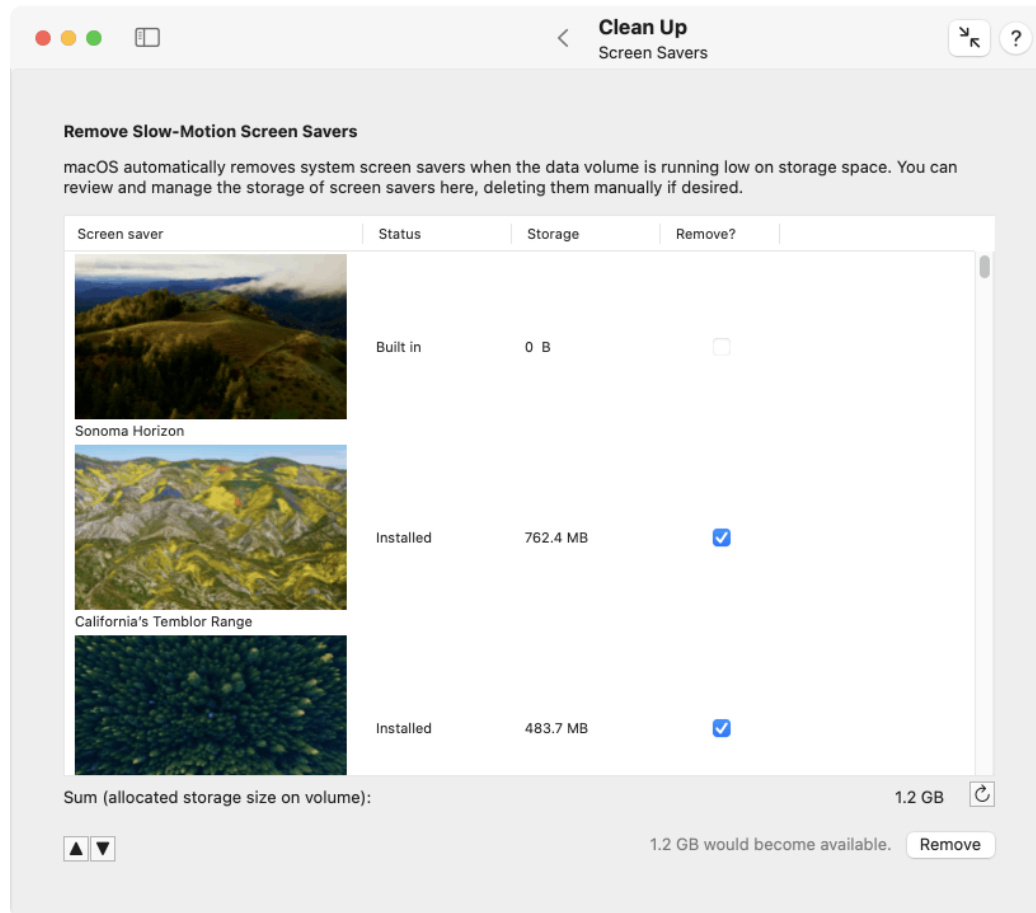 Clean Up
Screen Savers
?
Remove Slow-Motion Screen Savers
macOS automatically removes system screen savers when the data volume is running low on storage space. You can
review and manage the storage of screen savers here, deleting them manually if desired.
Screen saver Status Storage Remove?
Built in 0 B
Sonoma Horizon
Installed 762.4 MB
California's Temblor Range
Installed 483.7 MB
Sum (allocated storage size on volume): 1.2 GB
1.2 GB would become available. Remove